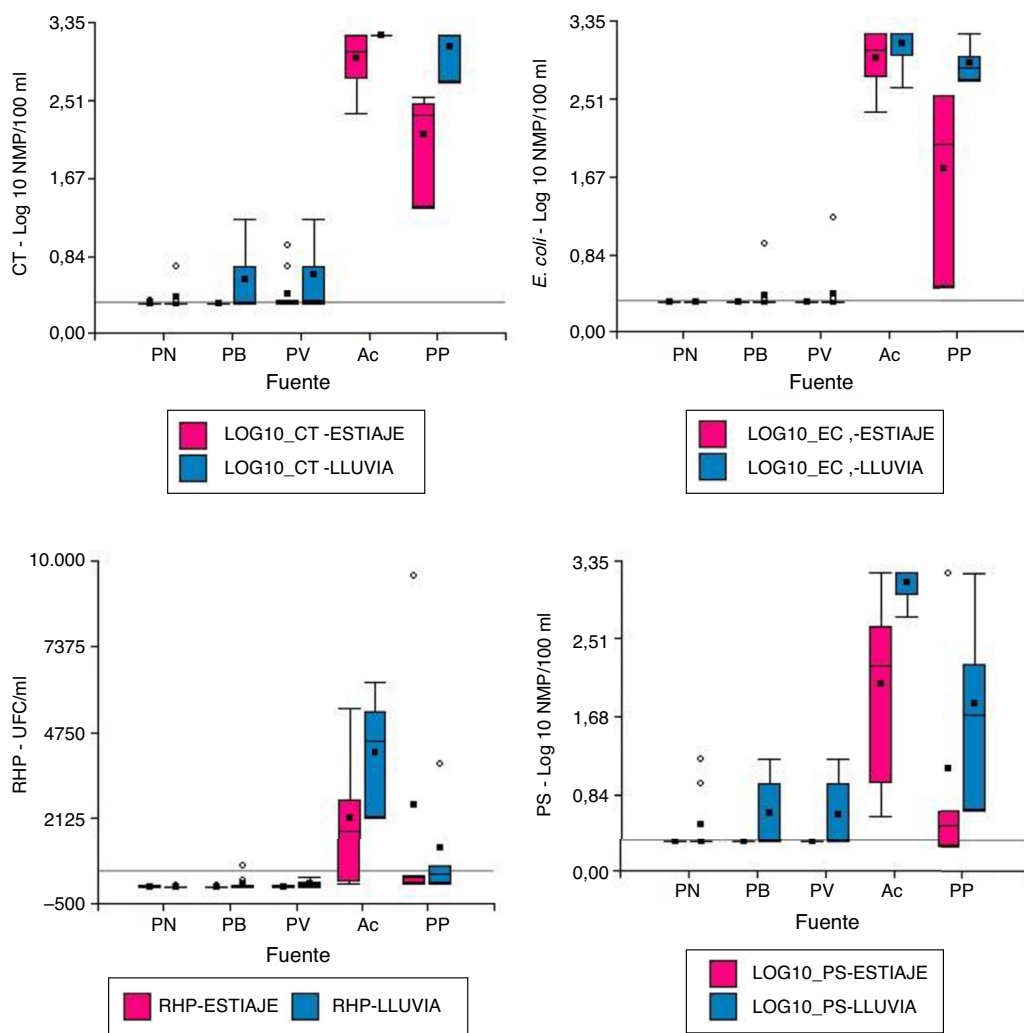 3,35
2,51
1,67
0,84
0,00
CT - Log 10 NMP/100 ml
PN PB PV Ac PP
Fuente
LOG10_CT -ESTIAJE
LOG10_CT -LLUVIA
3,35
2,51
1,67
0,84
0,00
E. coli - Log 10 NMP/100 ml
PN PB PV Ac PP
Fuente
LOG10_EC ,-ESTIAJE
LOG10_EC ,-LLUVIA
10.000
7375
4750
2125
–500
RHP - UFC/ml
PN PB PV Ac PP
Fuente
RHP-ESTIAJE RHP-LLUVIA
3,35
2,51
1,68
0,84
0,00
PS - Log 10 NMP/100 ml
PN PB PV Ac PP
Fuente
LOG10_PS-ESTIAJE
LOG10_PS-LLUVIA